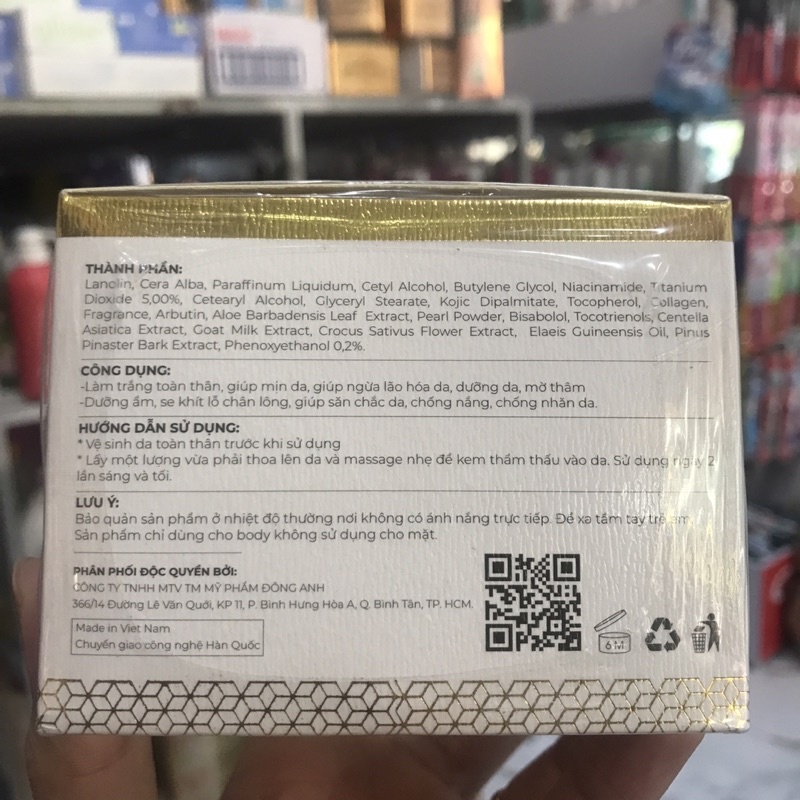 THÀNH PHẦN:
Lanolin, Cera Alba, Paraffinum Liquidum, Cetyl Alcohol, Butylene Glycol, Niacinamide, Titanium
Dioxide 5,00%, Cetearyl Alcohol, Glyceryl Stearate, Kojic Dipalmitate, Tocopherol, Collagen,
Fragrance, Arbutin, Aloe Barbadensis Leaf Extract, Pearl Powder, Bisabolol, Tocotrienols, Centella
Asiatica Extract, Goat Milk Extract, Crocus Sativus Flower Extract, Elaeis Guineensis Oil, Pinus
Pinaster Bark Extract, Phenoxyethanol 0,2%.
CÔNG DỤNG:
-Làm trắng toàn thân, giúp mịn da, giúp ngừa lão hóa da, dưỡng da, mờ thâm
-Dưỡng ẩm, se khít lỗ chân lông, giúp săn chắc da, chống nắng, chống nhăn da.
HƯỚNG DẪN SỬ DỤNG:
* Vệ sinh da toàn thân trước khi sử dụng
* Lấy một lượng vừa phải thoa lên da và massage nhẹ để kem thẩm thấu vào da. Sử dụng ngày 2
lần sáng và tối.
LƯU Ý:
Bảo quản sản phẩm ở nhiệt độ thường nơi không có ánh nắng trực tiếp. Để xa tầm tay trẻ em.
Sản phẩm chỉ dùng cho body không sử dụng cho mặt.
PHÂN PHỐI ĐỘC QUYỀN BỞI:
CÔNG TY TNHH MTV TM MỸ PHẨM ĐÔNG ANH
366/14 Đường Lê Văn Quới, KP 11, P. Bình Hưng Hòa A, Q. Bình Tân, TP. HCM.
Made in Viet Nam
Chuyển giao công nghệ Hàn Quốc